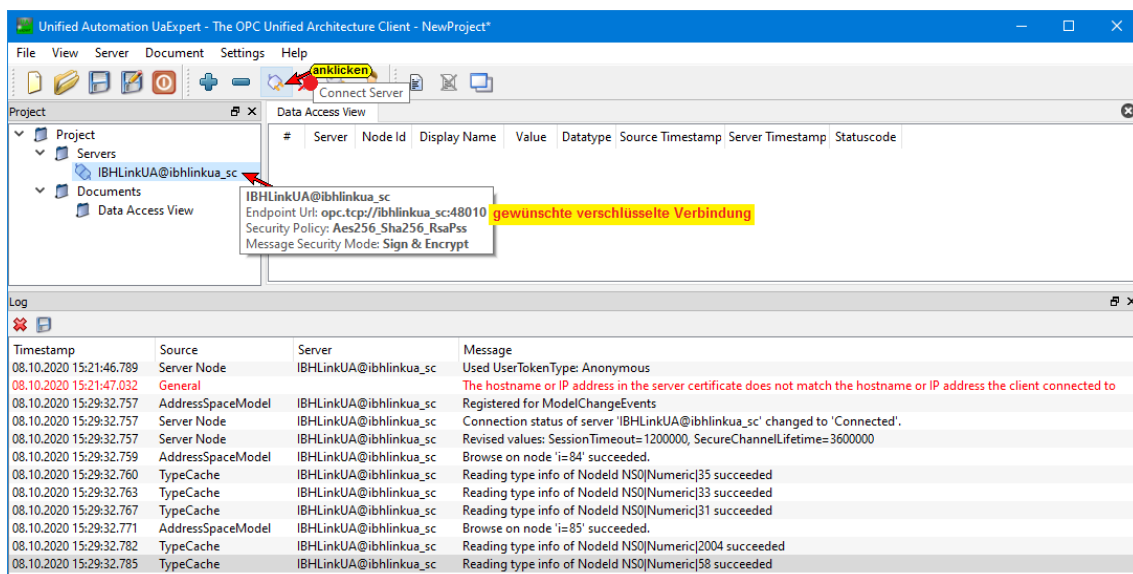 Unified Automation UaExpert - The OPC Unified Architecture Client - NewProject*
File View Server Document Settings Help
anklicken
Connect Server
Project
Data Access View
Project
Servers
IBHLinkUA@ibhlinkua_sc
Documents
Data Access View
# Server Node Id Display Name Value Datatype Source Timestamp Server Timestamp Statuscode
IBHLinkUA@ibhlinkua_sc
Endpoint Url: opc.tcp://ibhlinkua_sc:48010
Security Policy: Aes256_Sha256_RsaPss
Message Security Mode: Sign & Encrypt
gewünschte verschlüsselte Verbindung
Log
Timestamp Source Server Message
08.10.2020 15:21:46.789 Server Node IBHLinkUA@ibhlinkua_sc Used UserTokenType: Anonymous
08.10.2020 15:21:47.032 General The hostname or IP address in the server certificate does not match the hostname or IP address the client connected to
08.10.2020 15:29:32.757 AddressSpaceModel IBHLinkUA@ibhlinkua_sc Registered for ModelChangeEvents
08.10.2020 15:29:32.757 Server Node IBHLinkUA@ibhlinkua_sc Connection status of server 'IBHLinkUA@ibhlinkua_sc' changed to 'Connected'.
08.10.2020 15:29:32.757 Server Node IBHLinkUA@ibhlinkua_sc Revised values: SessionTimeout=1200000, SecureChannelLifetime=3600000
08.10.2020 15:29:32.759 AddressSpaceModel IBHLinkUA@ibhlinkua_sc Browse on node 'i=84' succeeded.
08.10.2020 15:29:32.760 TypeCache IBHLinkUA@ibhlinkua_sc Reading type info of NodeId NS0|Numeric|35 succeeded
08.10.2020 15:29:32.763 TypeCache IBHLinkUA@ibhlinkua_sc Reading type info of NodeId NS0|Numeric|33 succeeded
08.10.2020 15:29:32.767 TypeCache IBHLinkUA@ibhlinkua_sc Reading type info of NodeId NS0|Numeric|31 succeeded
08.10.2020 15:29:32.771 AddressSpaceModel IBHLinkUA@ibhlinkua_sc Browse on node 'i=85' succeeded.
08.10.2020 15:29:32.782 TypeCache IBHLinkUA@ibhlinkua_sc Reading type info of NodeId NS0|Numeric|2004 succeeded
08.10.2020 15:29:32.785 TypeCache IBHLinkUA@ibhlinkua_sc Reading type info of NodeId NS0|Numeric|58 succeeded